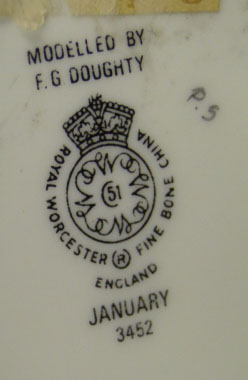 MODELLED BY
F.G DOUGHTY
P.S
ROYAL WORCESTER ® FINE BONE CHINA
51
ENGLAND
JANUARY
3452